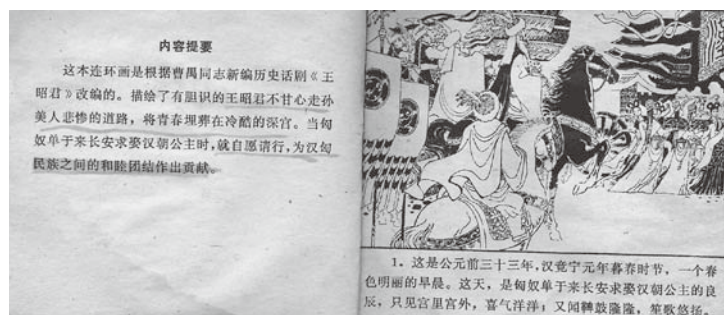 内容提要
这本连环画是根据曹禺同志新编历史话剧《王
昭君》改编的。描绘了有胆识的王昭君不甘心走孙
美人悲惨的道路，将青春埋葬在冷酷的深宫。当匈
奴单于来长安求娶汉朝公主时，就自愿请行，为汉匈
民族之间的和睦团结作出贡献。
1. 这是公元前三十三年，汉竟宁元年暮春时节，一个春
色明丽的早晨。这天，是匈奴单于来长安求娶汉朝公主的良
辰，只见宫里宫外，喜气洋洋；又闻鞞鼓隆隆，笙歌悠扬。